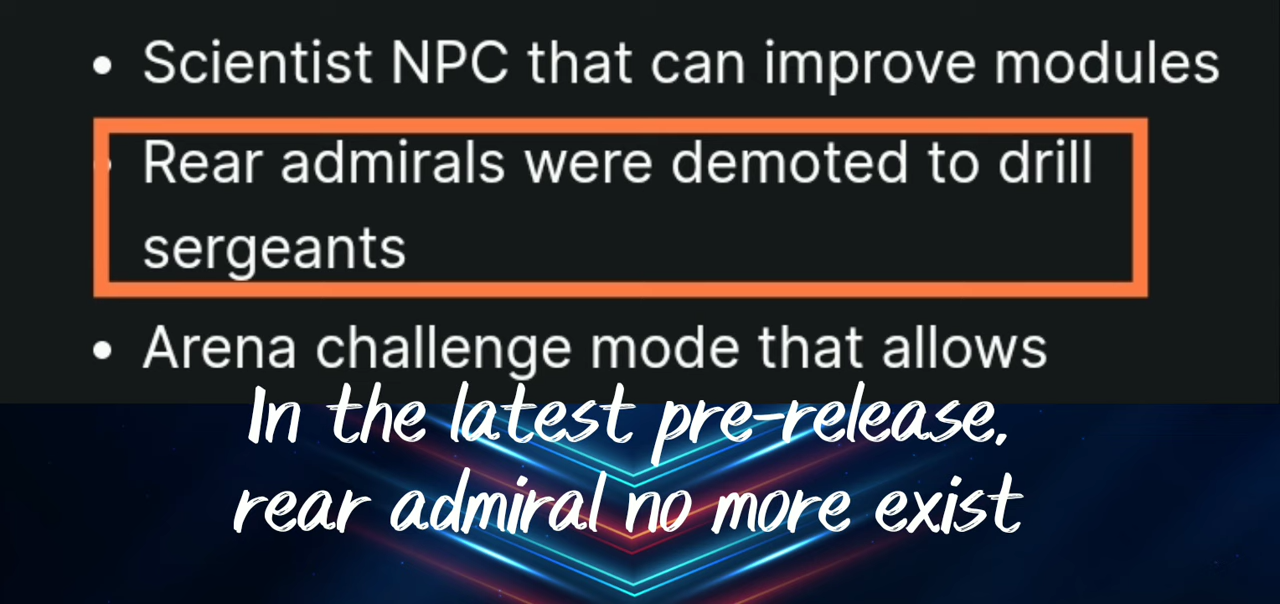 • Scientist NPC that can improve modules
• Rear admirals were demoted to drill
sergeants
• Arena challenge mode that allows
In the latest pre-release,
rear admiral no more exist